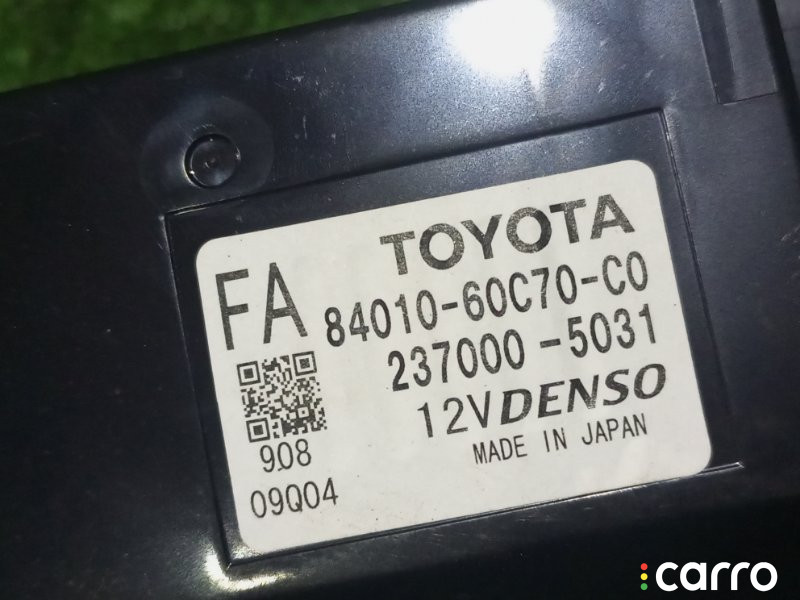 TOYOTA
FA
84010-60C70-C0
237000-5031
12V DENSO
MADE IN JAPAN
908
09Q04
carro